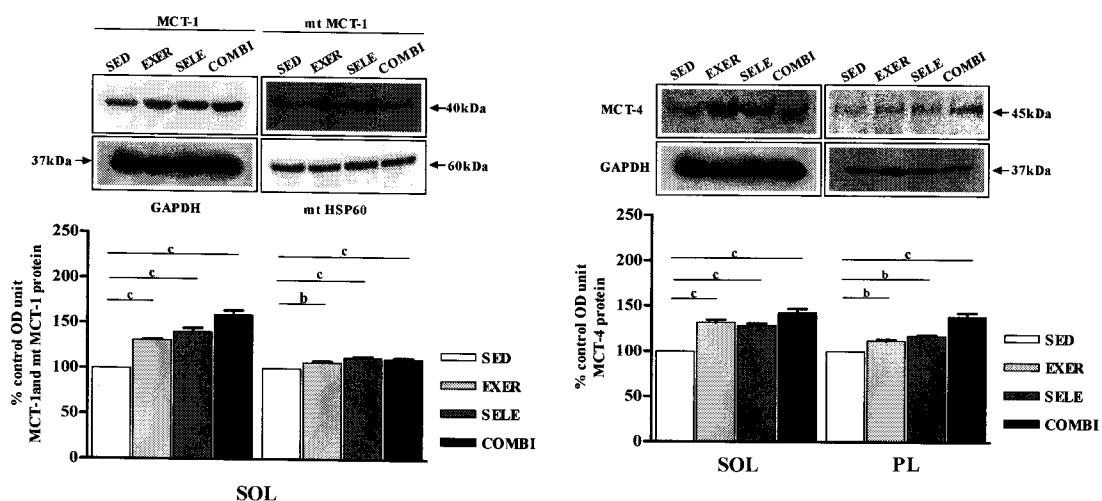 MCT-1
mt MCT-1
SED EXER SELE COMBI
SED EXER SELE COMBI
40kDa
37kDa
60kDa
GAPDH
mt HSP60
250
200
150
100
50
0
% control OD unit
MCT-1and mt MCT-1 protein
c
c
c
c
c
b
SED
EXER
SELE
COMBI
SOL
SED EXER SELE COMBI
SED EXER SELE COMBI
MCT-4
45kDa
GAPDH
37kDa
250
200
150
100
50
0
% control OD unit
MCT-4 protein
c
c
c
c
b
b
SED
EXER
SELE
COMBI
SOL
PL